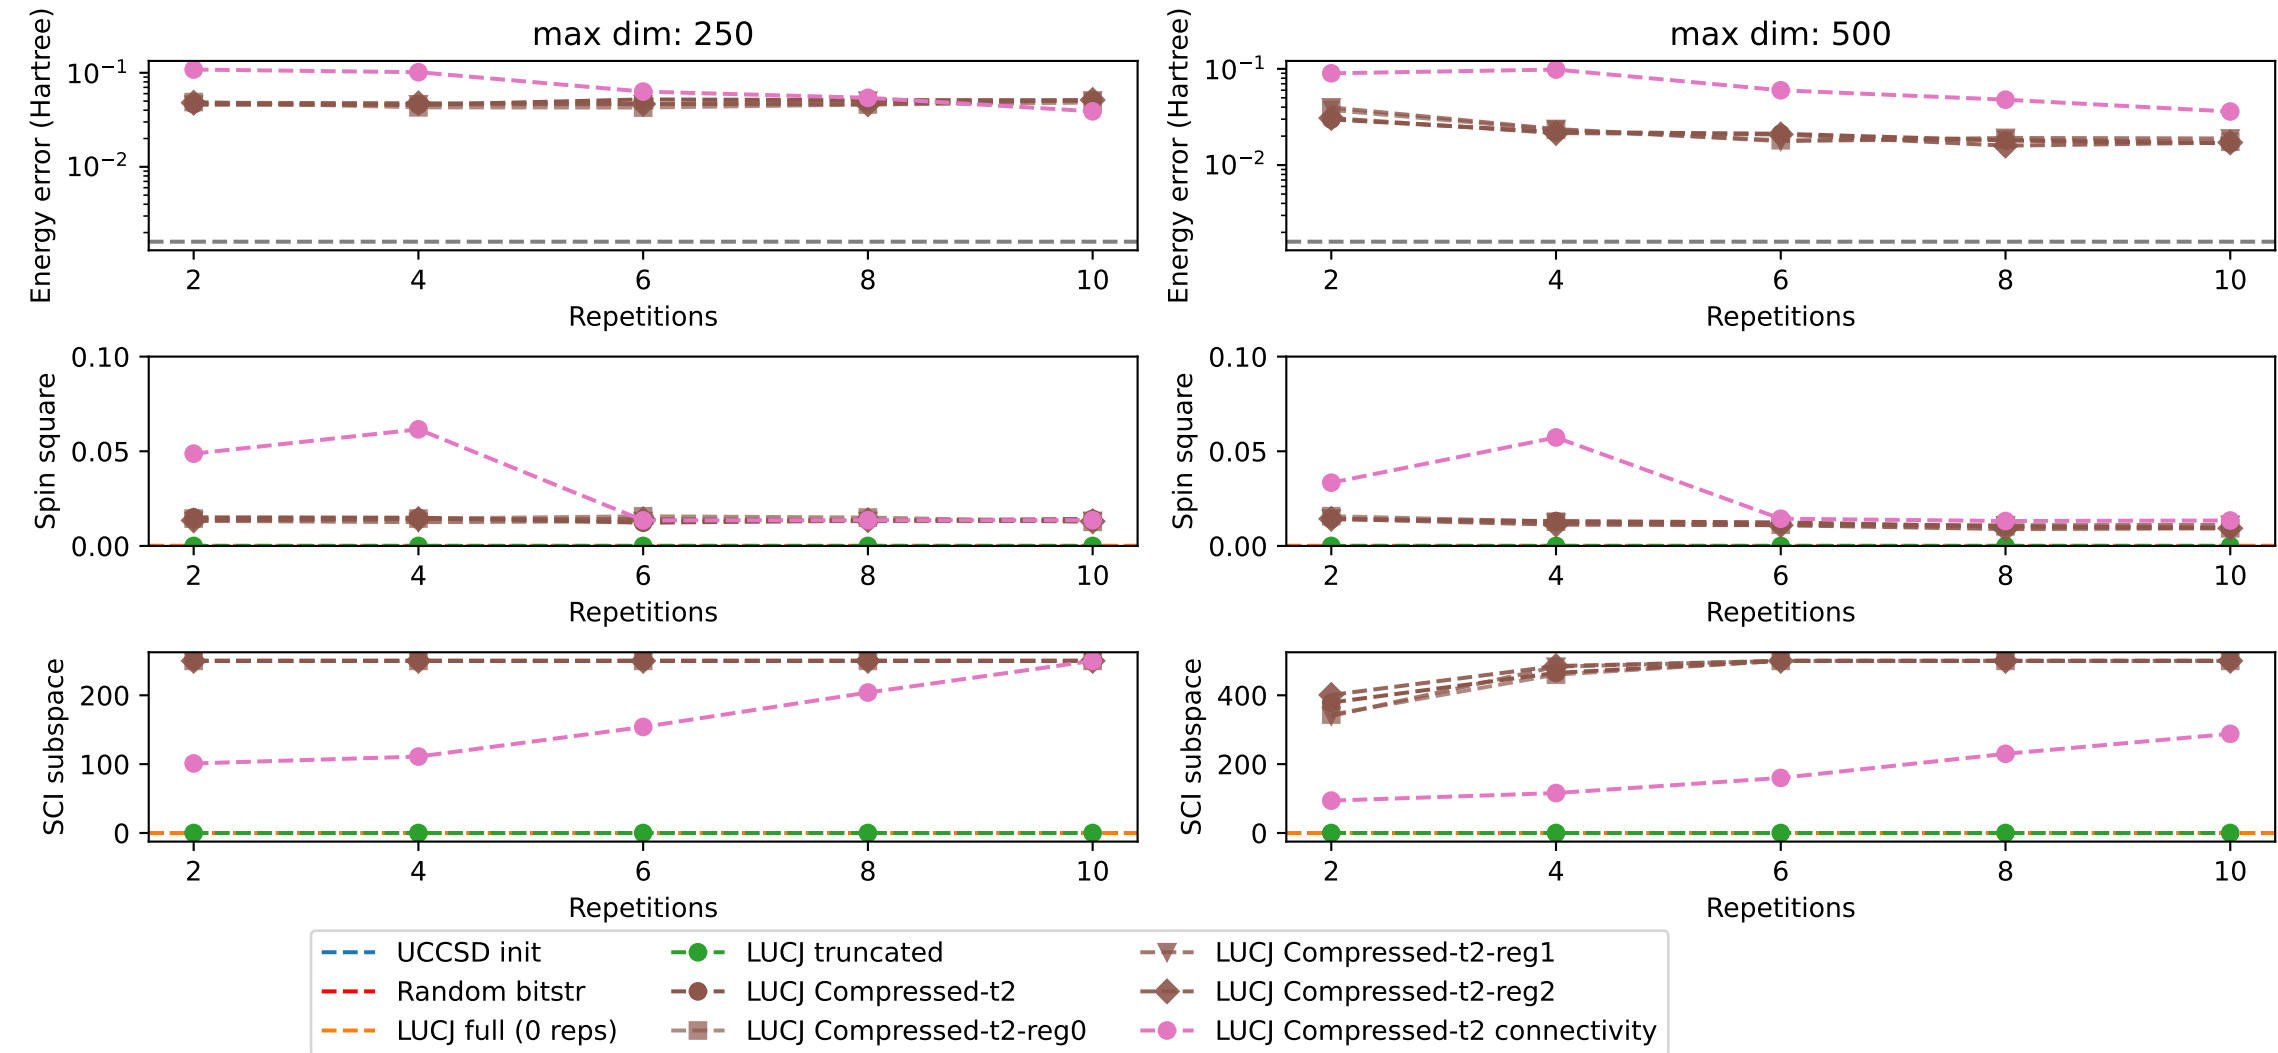 max dim: 250
Energy error (Hartree)
10⁻¹
10⁻²
2 4 6 8 10
Repetitions
max dim: 500
Energy error (Hartree)
10⁻¹
10⁻²
2 4 6 8 10
Repetitions
Spin square
0.10
0.05
0.00
2 4 6 8 10
Repetitions
Spin square
0.10
0.05
0.00
2 4 6 8 10
Repetitions
SCI subspace
200
100
0
2 4 6 8 10
Repetitions
SCI subspace
400
200
0
2 4 6 8 10
Repetitions
UCCSD init
Random bitstr
LUCJ full (0 reps)
LUCJ truncated
LUCJ Compressed-t2
LUCJ Compressed-t2-reg0
LUCJ Compressed-t2-reg1
LUCJ Compressed-t2-reg2
LUCJ Compressed-t2 connectivity